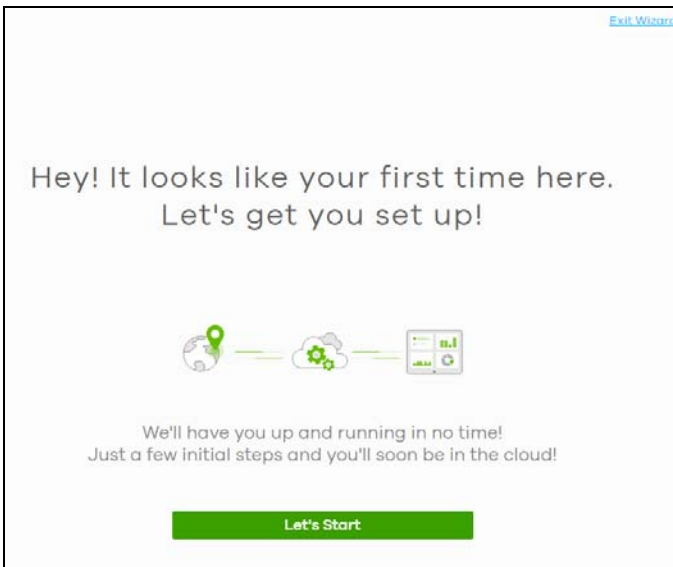 Exit Wizard
Hey! It looks like your first time here.
Let's get you set up!
We'll have you up and running in no time!
Just a few initial steps and you'll soon be in the cloud!
Let's Start